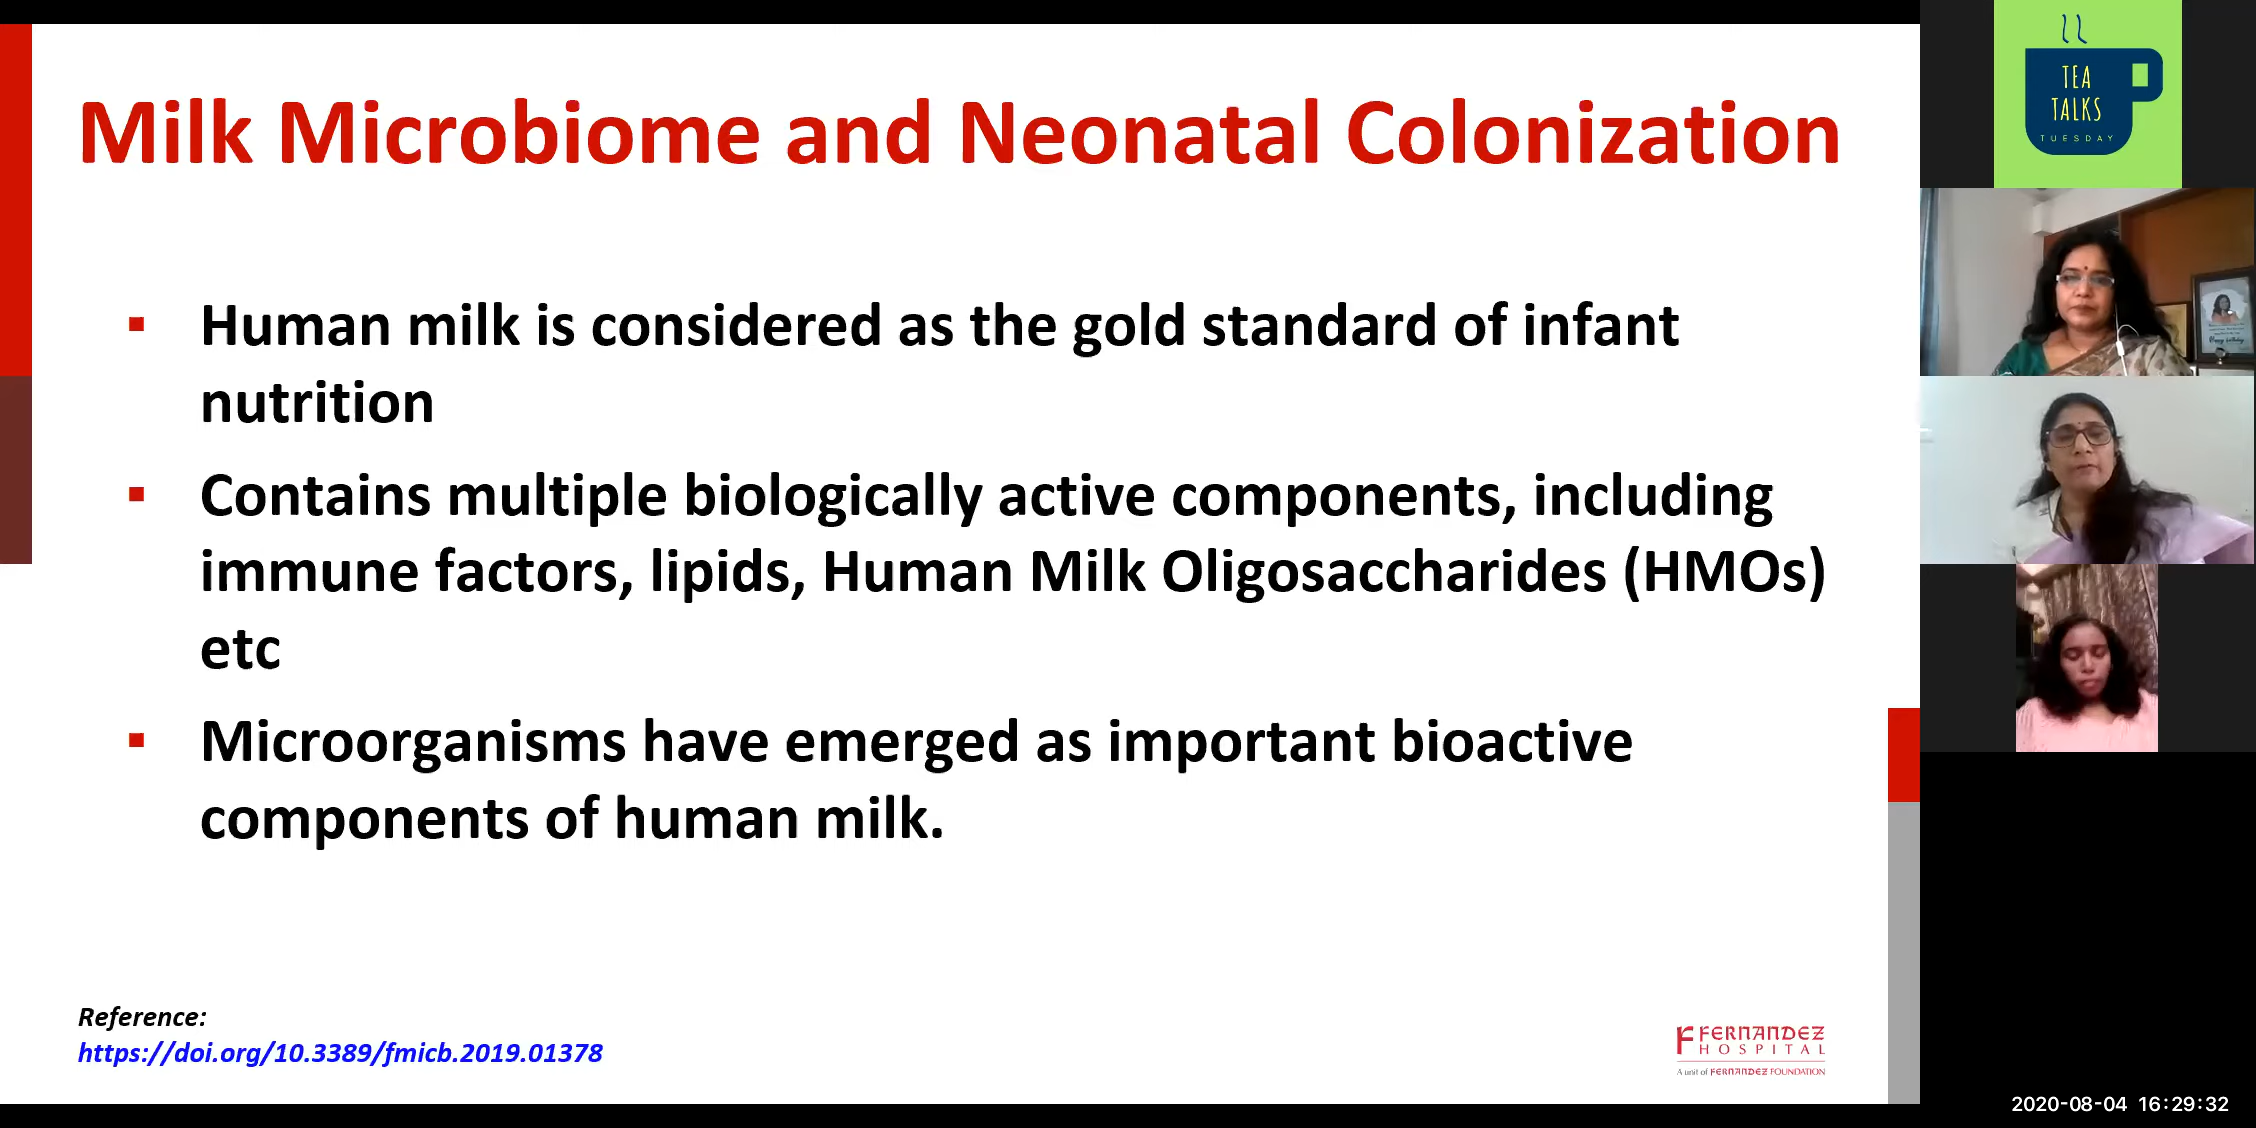 Milk Microbiome and Neonatal Colonization
Human milk is considered as the gold standard of infant
nutrition
Contains multiple biologically active components, including
immune factors, lipids, Human Milk Oligosaccharides (HMOs)
etc
Microorganisms have emerged as important bioactive
components of human milk.
Reference:
https://doi.org/10.3389/fmicb.2019.01378
FERNANDEZ
HOSPITAL
A unit of FERNANDEZ FOUNDATION
TEA
TALKS
TUESDAY
2020-08-04 16:29:32